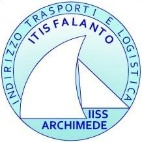 INDIRIZZO TRASPORTI E LOGISTICA
ITIS FALANTO
IISS
ARCHIMEDE